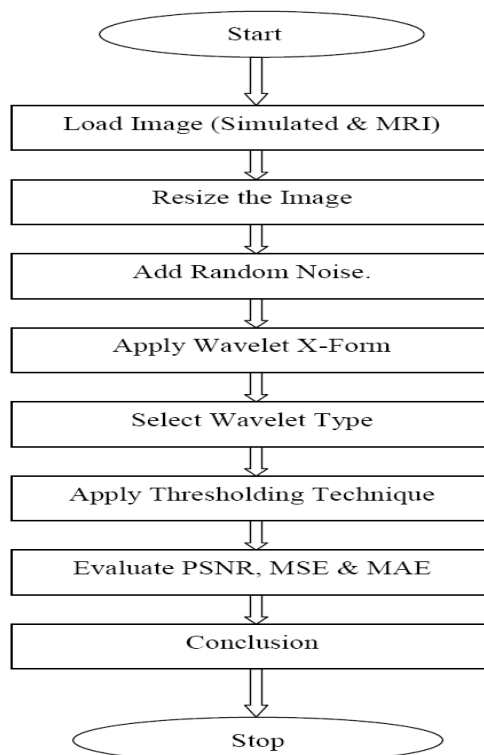 Start
Load Image (Simulated & MRI)
Resize the Image
Add Random Noise.
Apply Wavelet X-Form
Select Wavelet Type
Apply Thresholding Technique
Evaluate PSNR, MSE & MAE
Conclusion
Stop